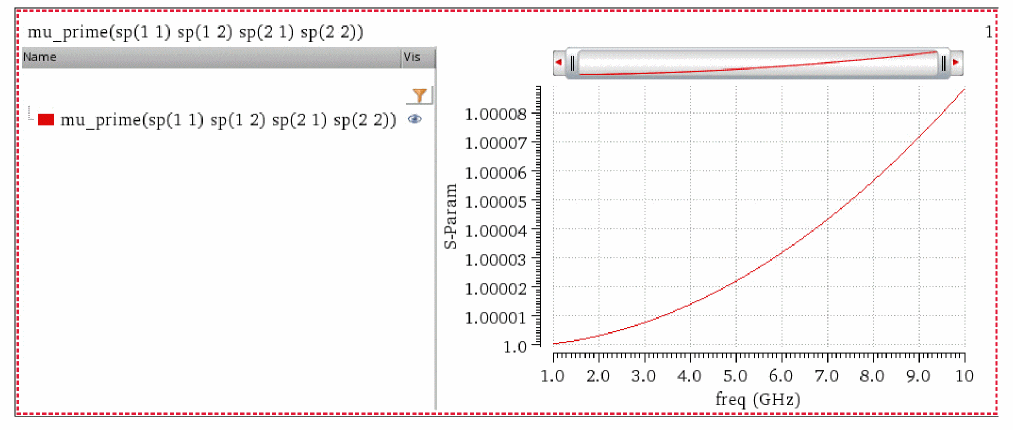 mu_prime(sp(1 1) sp(1 2) sp(2 1) sp(2 2))
1
Name Vis
mu_prime(sp(1 1) sp(1 2) sp(2 1) sp(2 2))
S-Param
1.00008
1.00007
1.00006
1.00005
1.00004
1.00003
1.00002
1.00001
1.0
1.0 2.0 3.0 4.0 5.0 6.0 7.0 8.0 9.0 10
freq (GHz)